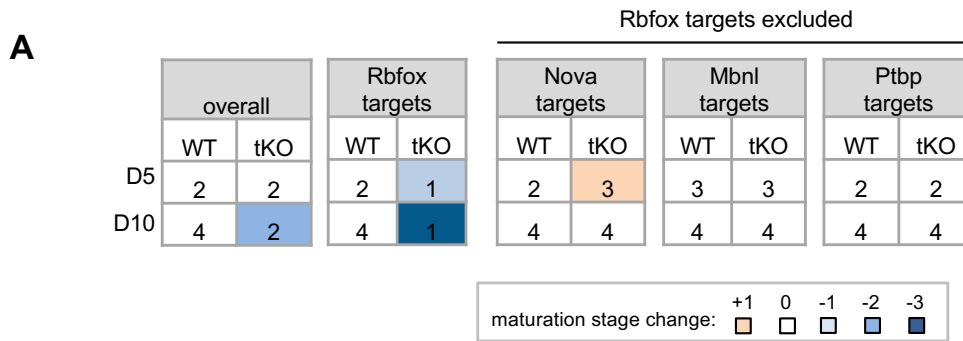 A
Rbfox targets excluded
overall
Rbfox
targets
Nova
targets
Mbnl
targets
Ptbp
targets
WT tKO WT tKO WT tKO WT tKO WT tKO
D5 2 2 2 1 2 3 3 3 2 2
D10 4 2 4 1 4 4 4 4 4 4
+1 0 -1 -2 -3
maturation stage change: